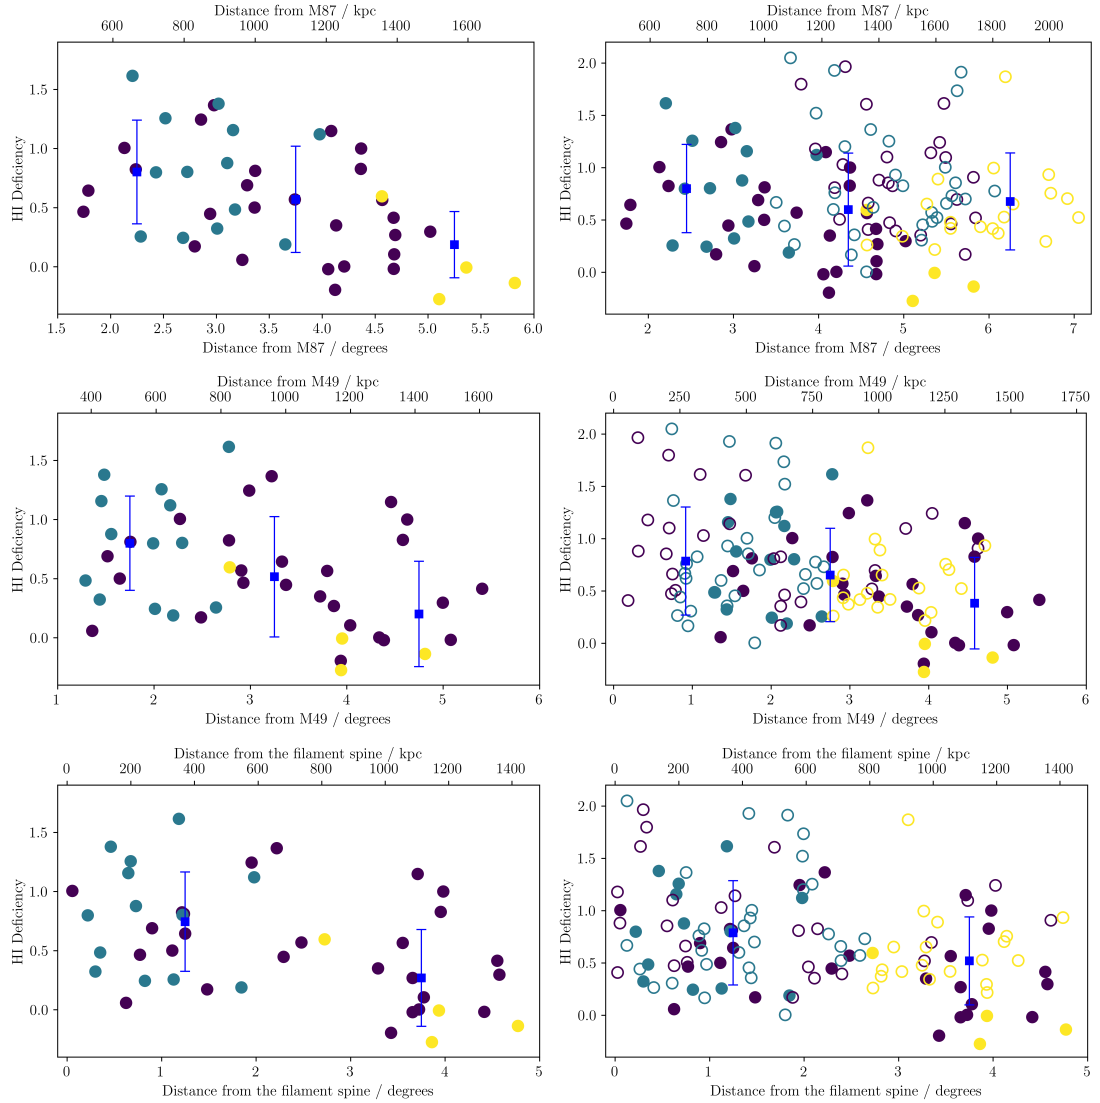 Distance from M87 / kpc
600 800 1000 1200 1400 1600
HI Deficiency
1.5
1.0
0.5
0.0
1.5 2.0 2.5 3.0 3.5 4.0 4.5 5.0 5.5 6.0
Distance from M87 / degrees
Distance from M87 / kpc
600 800 1000 1200 1400 1600 1800 2000
HI Deficiency
2.0
1.5
1.0
0.5
0.0
2 3 4 5 6 7
Distance from M87 / degrees
Distance from M49 / kpc
400 600 800 1000 1200 1400 1600
HI Deficiency
1.5
1.0
0.5
0.0
1 2 3 4 5 6
Distance from M49 / degrees
Distance from M49 / kpc
0 250 500 750 1000 1250 1500 1750
HI Deficiency
2.0
1.5
1.0
0.5
0.0
0 1 2 3 4 5 6
Distance from M49 / degrees
Distance from the filament spine / kpc
0 200 400 600 800 1000 1200 1400
HI Deficiency
1.5
1.0
0.5
0.0
0 1 2 3 4 5
Distance from the filament spine / degrees
Distance from the filament spine / kpc
0 200 400 600 800 1000 1200 1400
HI Deficiency
2.0
1.5
1.0
0.5
0.0
0 1 2 3 4 5
Distance from the filament spine / degrees